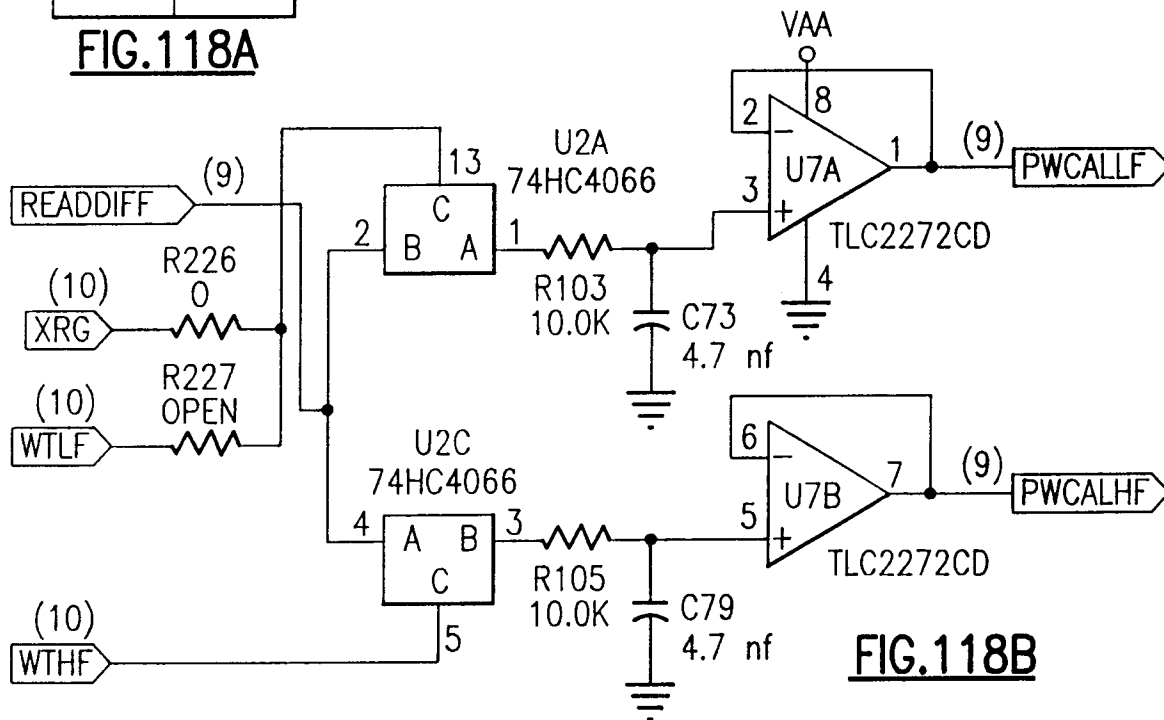 FIG.118A
VAA
8
2
−
U7A
1
(9)
PWCALLF
3
+
TLC2272CD
4
U2A
74HC4066
13
C
2
B
A
1
R103
10.0K
C73
4.7 nf
(9)
READDIFF
R226
0
(10)
XRG
R227
OPEN
(10)
WTLF
U2C
74HC4066
4
A
B
3
C
5
R105
10.0K
C79
4.7 nf
6
−
U7B
7
(9)
PWCALHF
5
+
TLC2272CD
(10)
WTHF
FIG.118B